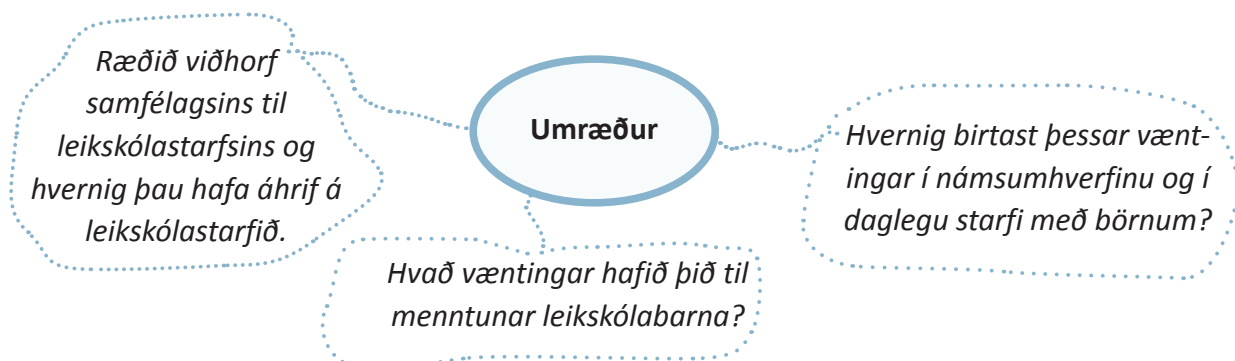 Ræðið viðhorf
samfélagsins til
leikskólastarfsins og
hvernig þau hafa áhrif á
leikskólastarfið.
Umræður
Hvað væntingar hafið þið til
menntunar leikskólabarna?
Hvernig birtast þessar vænt-
ingar í námsumhverfinu og í
daglegu starfi með börnum?